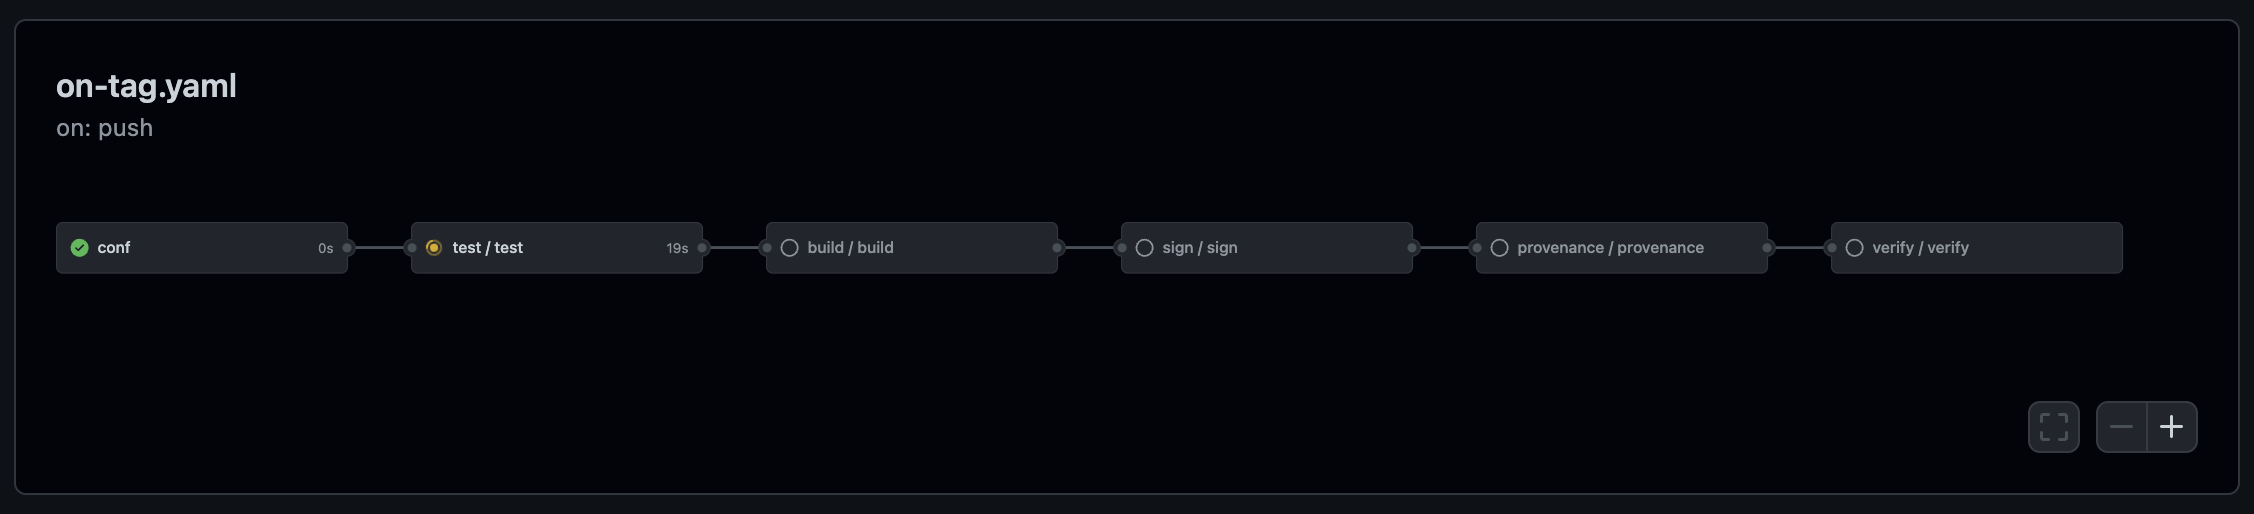 on-tag.yaml
on: push
conf 0s
test / test 19s
build / build
sign / sign
provenance / provenance
verify / verify